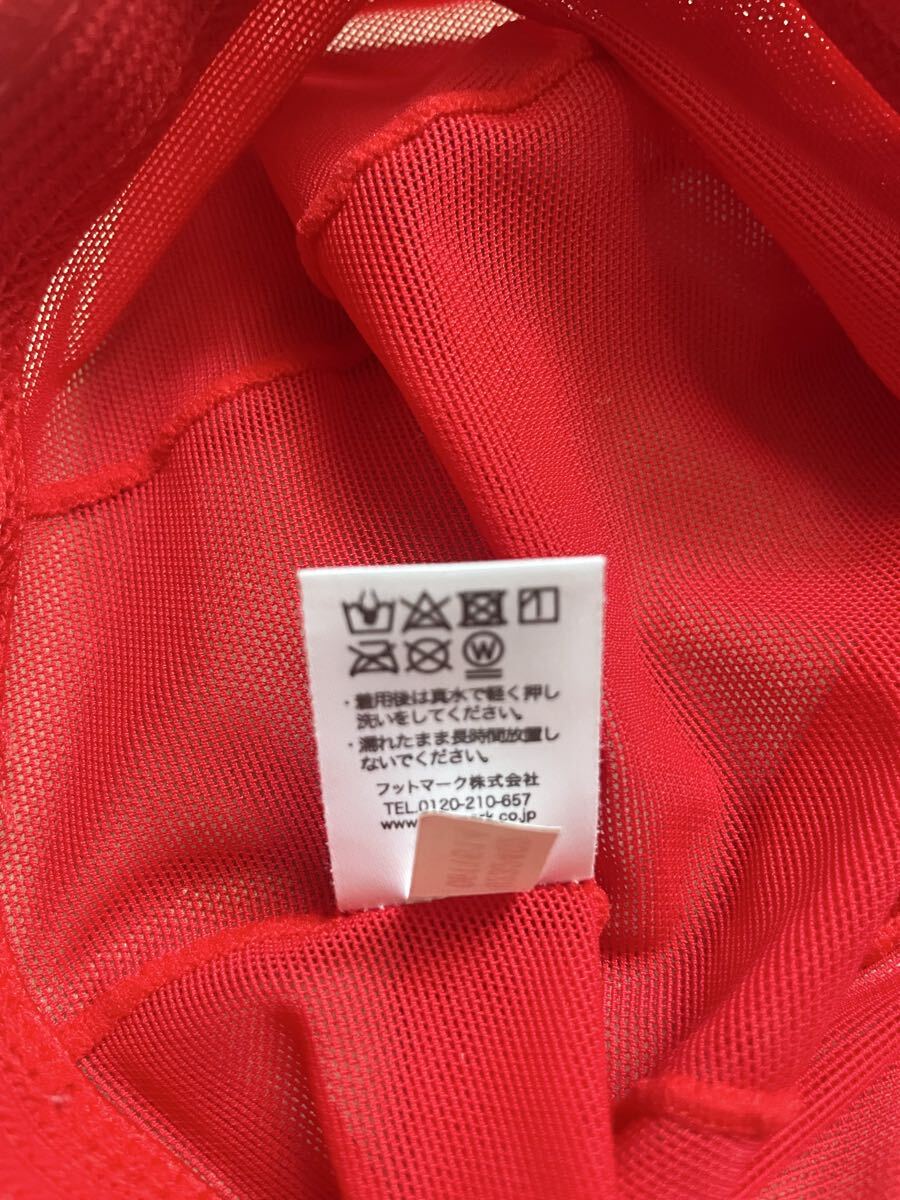 W
・着用後は真水で軽く押し
洗いをしてください。
・濡れたまま長時間放置し
ないでください。
フットマーク株式会社
TEL.0120-210-657